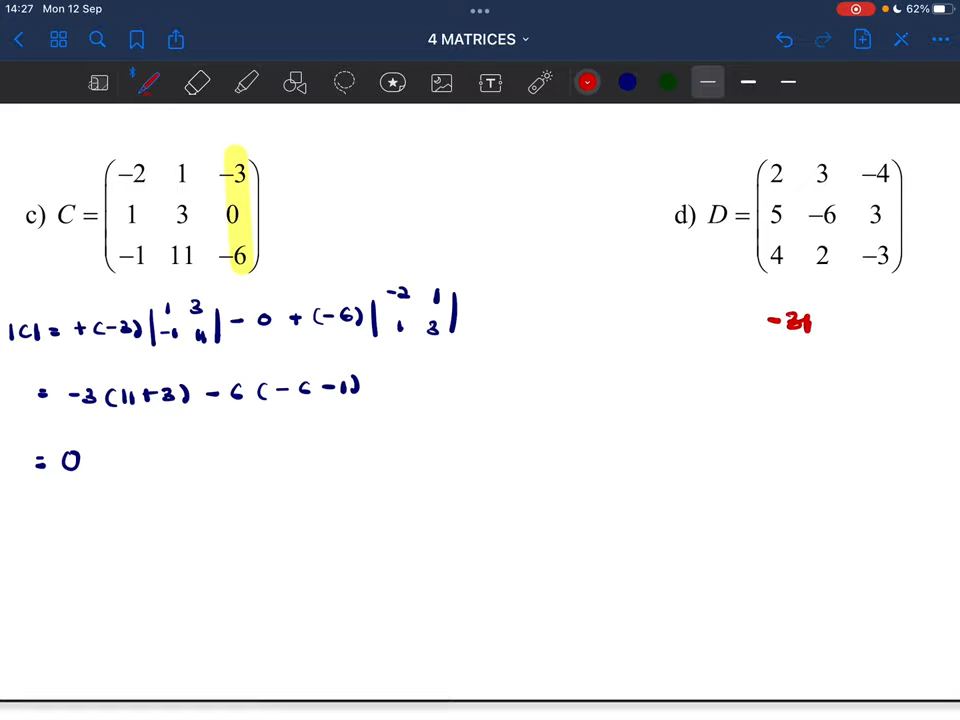 14:27 Mon 12 Sep 62%
4 MATRICES
T
c) C = (−2 1 −3
1 3 0
−1 11 −6)
|C| = +(-3) |1 3
-1 11| - 0 + (-6) |-2 1
1 3|
= -3(11+3) - 6(-6-1)
= 0
d) D = (2 3 −4
5 −6 3
4 2 −3)